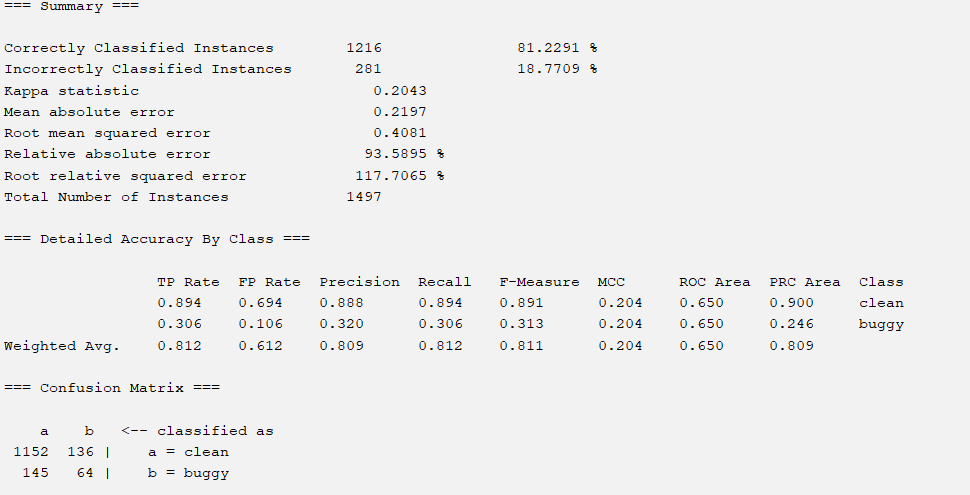 === Summary ===
Correctly Classified Instances 1216 81.2291 %
Incorrectly Classified Instances 281 18.7709 %
Kappa statistic 0.2043
Mean absolute error 0.2197
Root mean squared error 0.4081
Relative absolute error 93.5895 %
Root relative squared error 117.7065 %
Total Number of Instances 1497
=== Detailed Accuracy By Class ===
TP Rate FP Rate Precision Recall F-Measure MCC ROC Area PRC Area Class
0.894 0.694 0.888 0.894 0.891 0.204 0.650 0.900 clean
0.306 0.106 0.320 0.306 0.313 0.204 0.650 0.246 buggy
Weighted Avg. 0.812 0.612 0.809 0.812 0.811 0.204 0.650 0.809
=== Confusion Matrix ===
a b <-- classified as
1152 136 | a = clean
145 64 | b = buggy